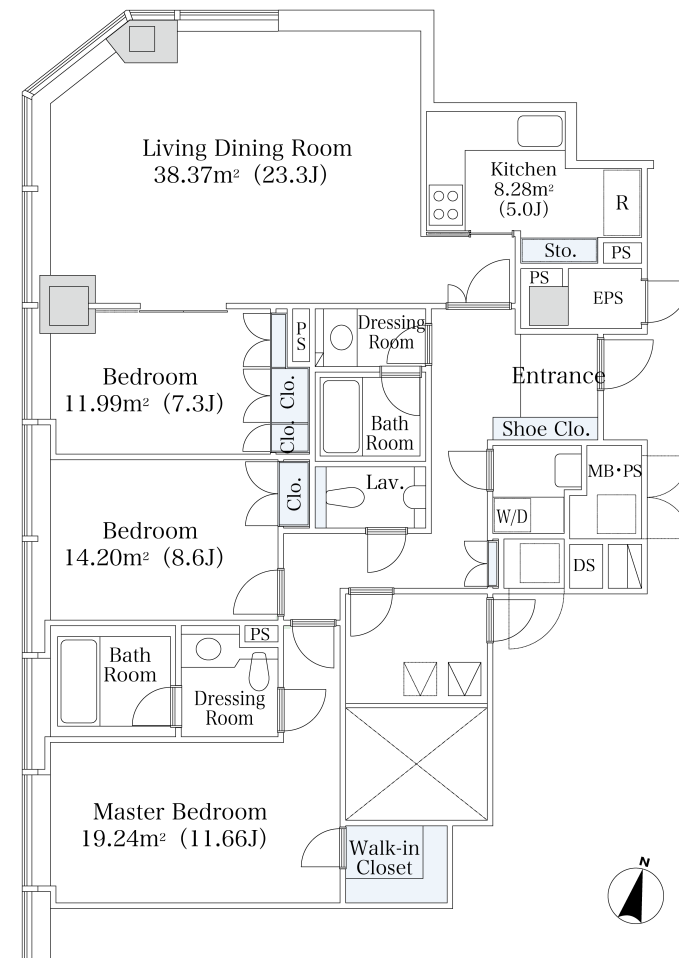 Living Dining Room
38.37m² (23.3J)
Kitchen
8.28m²
(5.0J)
R
Sto.
PS
PS
EPS
PS
Dressing
Room
Bedroom
11.99m² (7.3J)
Clo.
Clo.
Bath
Room
Entrance
Shoe Clo.
Lav.
Clo.
MB・PS
W/D
Bedroom
14.20m² (8.6J)
DS
PS
Bath
Room
Dressing
Room
Master Bedroom
19.24m² (11.66J)
Walk-in
Closet
N